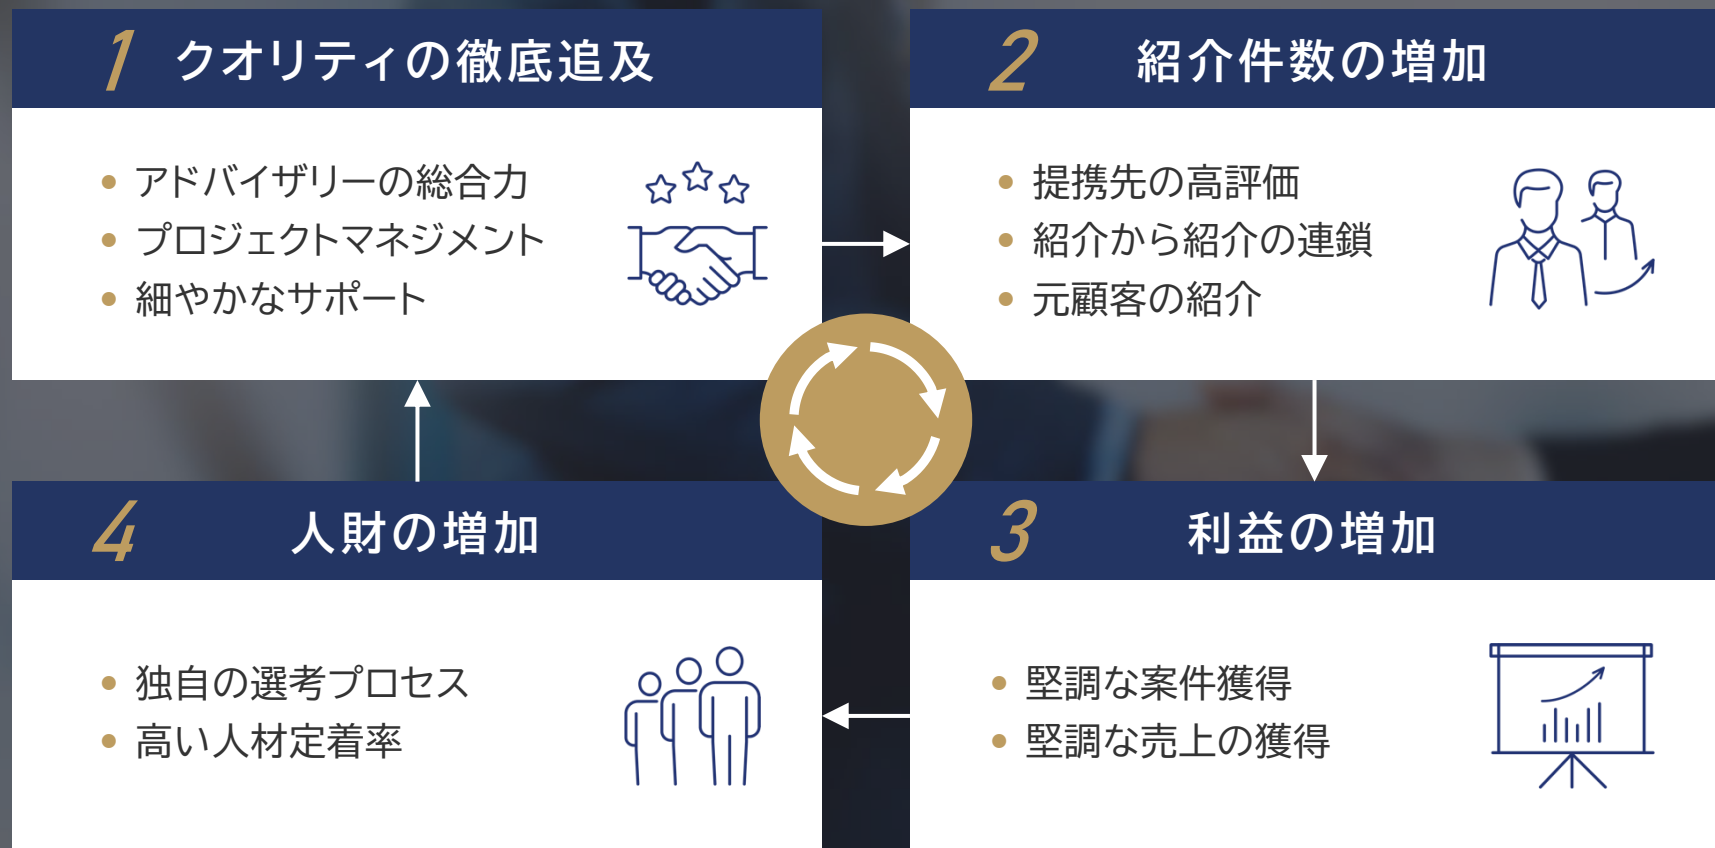 1 クオリティの徹底追及
• アドバイザリーの総合力
• プロジェクトマネジメント
• 細やかなサポート
2 紹介件数の増加
• 提携先の高評価
• 紹介から紹介の連鎖
• 元顧客の紹介
3 利益の増加
• 堅調な案件獲得
• 堅調な売上の獲得
4 人財の増加
• 独自の選考プロセス
• 高い人材定着率